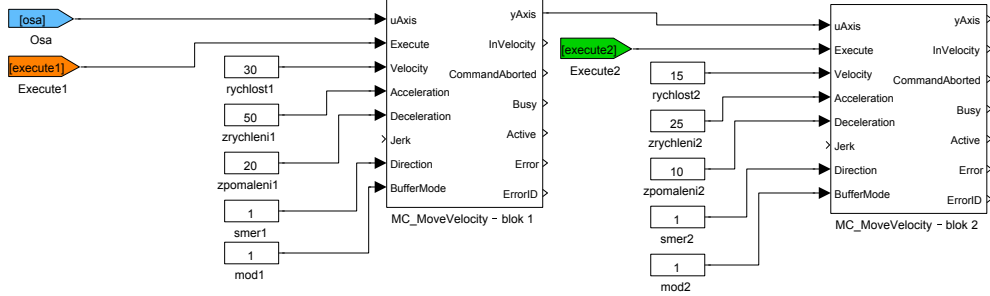 [osa]
Osa
[execute1]
Execute1
30
rychlost1
50
zrychleni1
20
zpomaleni1
1
smer1
1
mod1
uAxis
Execute
Velocity
Acceleration
Deceleration
Jerk
Direction
BufferMode
yAxis
InVelocity
CommandAborted
Busy
Active
Error
ErrorID
MC_MoveVelocity - blok 1
[execute2]
Execute2
15
rychlost2
25
zrychleni2
10
zpomaleni2
1
smer2
1
mod2
uAxis
Execute
Velocity
Acceleration
Deceleration
Jerk
Direction
BufferMode
yAxis
InVelocity
CommandAborted
Busy
Active
Error
ErrorID
MC_MoveVelocity - blok 2